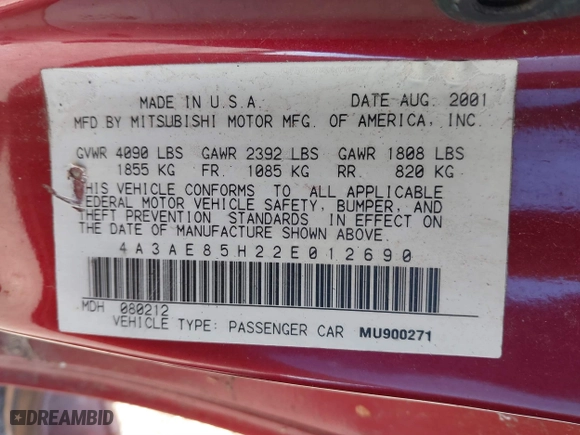 MADE IN U.S.A. DATE AUG. 2001
MFD BY MITSUBISHI MOTOR MFG. OF AMERICA, INC.
GVWR 4090 LBS GAWR 2392 LBS GAWR 1808 LBS
1855 KG FR. 1085 KG RR. 820 KG
THIS VEHICLE CONFORMS TO ALL APPLICABLE
FEDERAL MOTOR VEHICLE SAFETY, BUMPER, AND
THEFT PREVENTION STANDARDS IN EFFECT ON
THE DATE OF MANUFACTURE SHOWN ABOVE.
4A3AE85H22E012690
MDH 080212
VEHICLE TYPE: PASSENGER CAR MU900271
DREAMBID